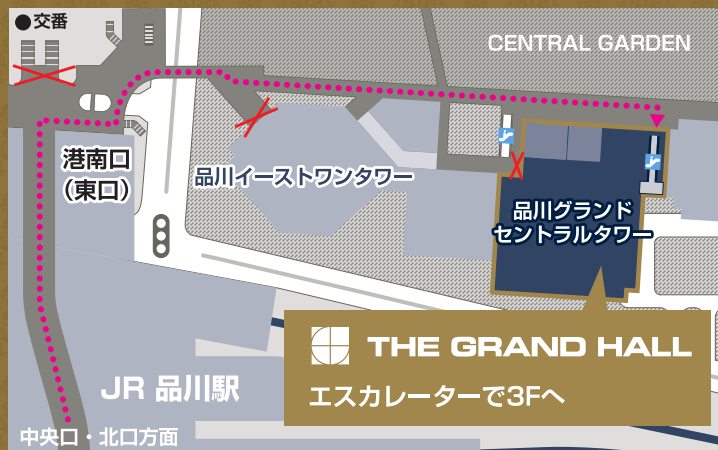 ●交番
CENTRAL GARDEN
港南口
(東口)
品川イーストワンタワー
品川グランド
セントラルタワー
THE GRAND HALL
エスカレーターで3Fへ
JR 品川駅
中央口・北口方面